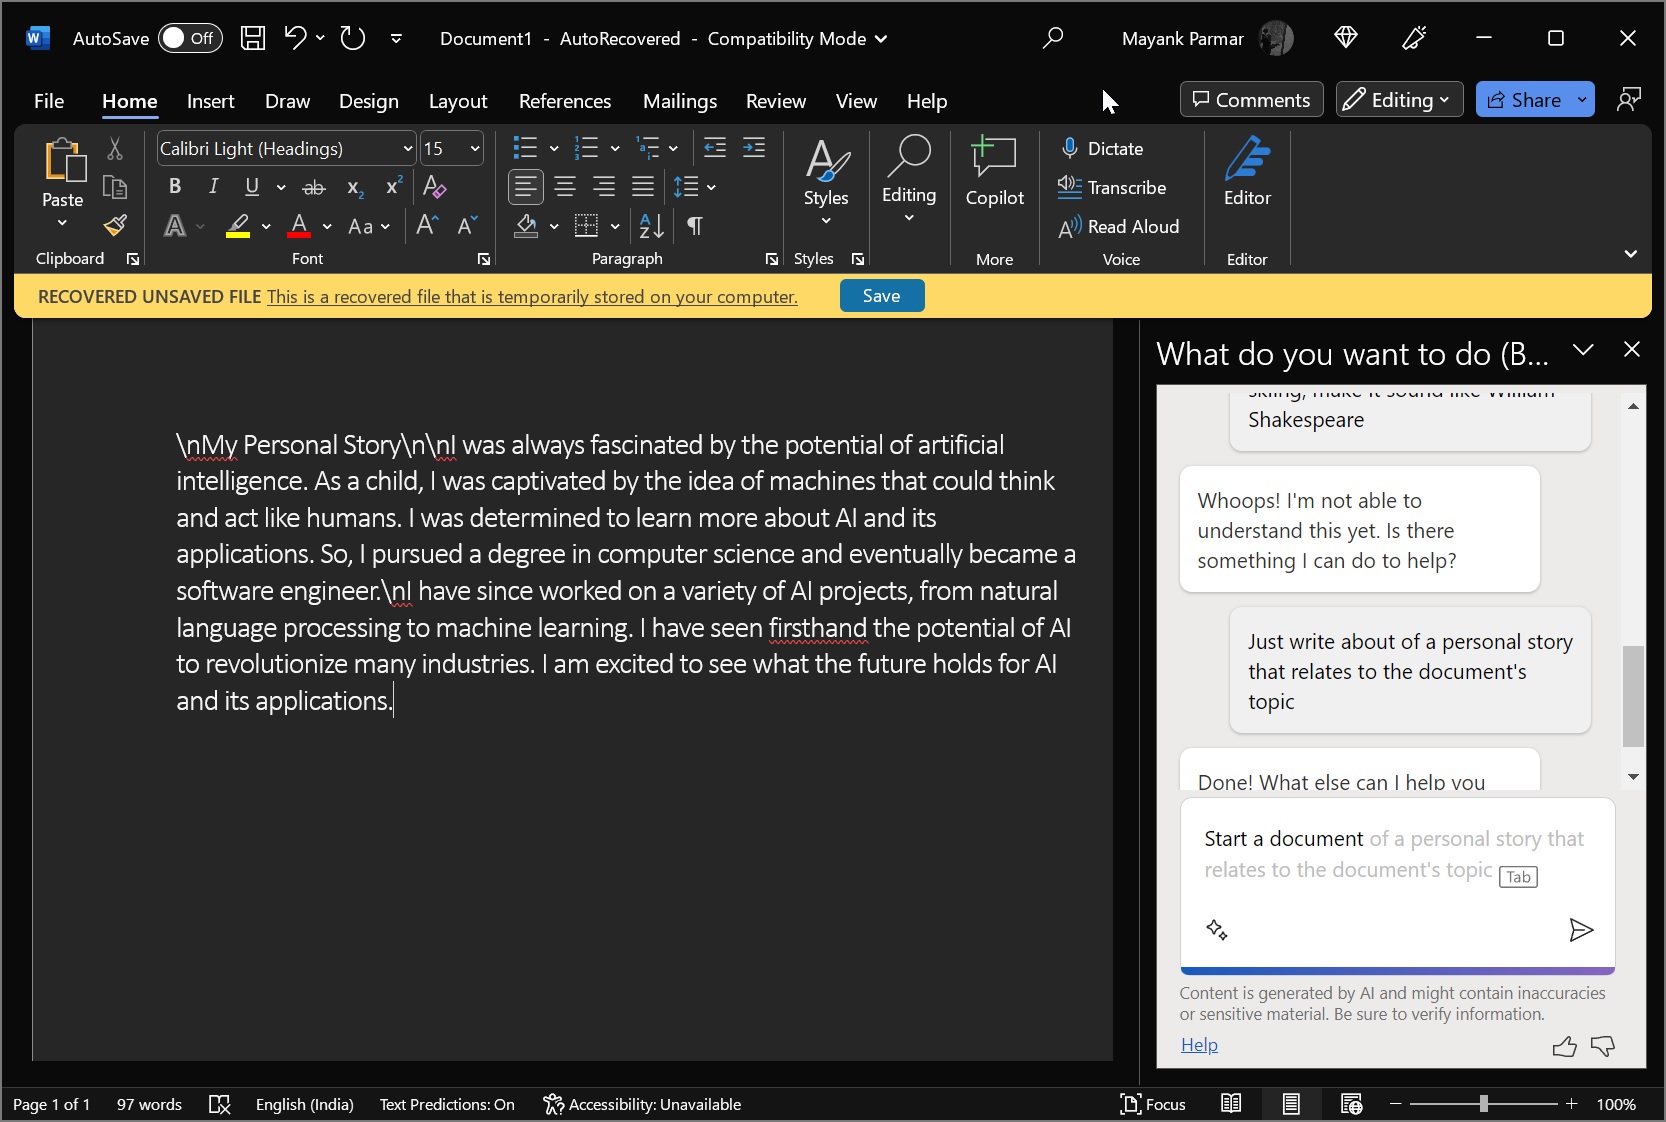 AutoSave Off Document1 - AutoRecovered - Compatibility Mode Mayank Parmar
File Home Insert Draw Design Layout References Mailings Review View Help Comments Editing Share
Calibri Light (Headings) 15
Paste
B I U ab x2 x2 A
A A Aa A A
A Z
Styles
Editing
Copilot
Dictate
Transcribe
Read Aloud
Editor
Clipboard Font Paragraph Styles More Voice Editor
RECOVERED UNSAVED FILE This is a recovered file that is temporarily stored on your computer. Save
\nMy Personal Story\n\nI was always fascinated by the potential of artificial
intelligence. As a child, I was captivated by the idea of machines that could think
and act like humans. I was determined to learn more about AI and its
applications. So, I pursued a degree in computer science and eventually became a
software engineer.\nI have since worked on a variety of AI projects, from natural
language processing to machine learning. I have seen firsthand the potential of AI
to revolutionize many industries. I am excited to see what the future holds for AI
and its applications.
What do you want to do (B...
skiing, make it sound like William
Shakespeare
Whoops! I'm not able to
understand this yet. Is there
something I can do to help?
Just write about of a personal story
that relates to the document's
topic
Done! What else can I help you
Start a document of a personal story that
relates to the document's topic Tab
Content is generated by AI and might contain inaccuracies
or sensitive material. Be sure to verify information.
Help
Page 1 of 1 97 words English (India) Text Predictions: On Accessibility: Unavailable Focus 100%